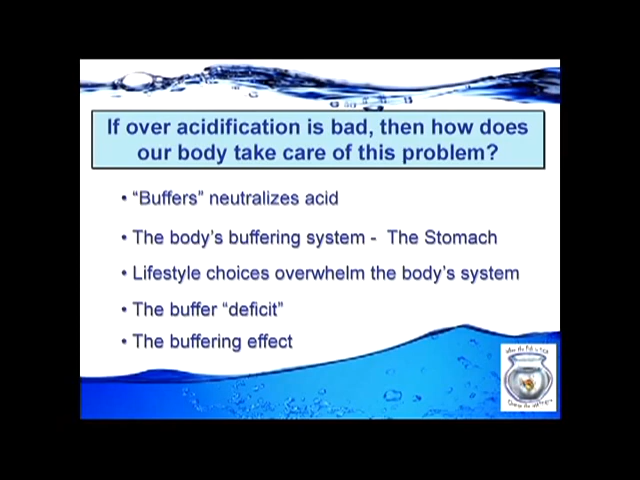 If over acidification is bad, then how does
our body take care of this problem?
• “Buffers” neutralizes acid
• The body’s buffering system - The Stomach
• Lifestyle choices overwhelm the body’s system
• The buffer “deficit”
• The buffering effect